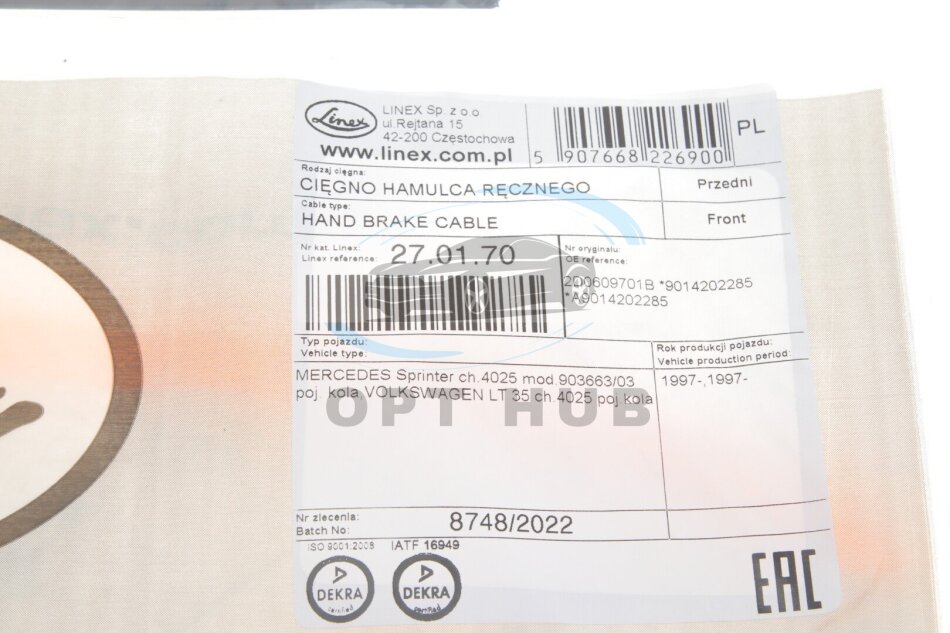 Linex
LINEX Sp. z o.o.
ul.Rejtana 15
42-200 Częstochowa
www.linex.com.pl
5 907668 226900
PL
Rodzaj cięgna:
CIĘGNO HAMULCA RĘCZNEGO
Przedni
Cable type:
HAND BRAKE CABLE
Front
Nr kat. Linex:
Linex reference:
27.01.70
Nr oryginału:
OE reference:
2D0609701B *9014202285
*A9014202285
Typ pojazdu:
Vehicle type:
Rok produkcji pojazdu:
Vehicle production period:
MERCEDES Sprinter ch.4025 mod.903663/03
poj. koła,VOLKSWAGEN LT 35 ch.4025 poj.koła
1997-,1997-
OPT HUB
Nr zlecenia:
Batch No:
8748/2022
ISO 9001:2008
IATF 16949
DEKRA
certified
DEKRA
certified
EAC